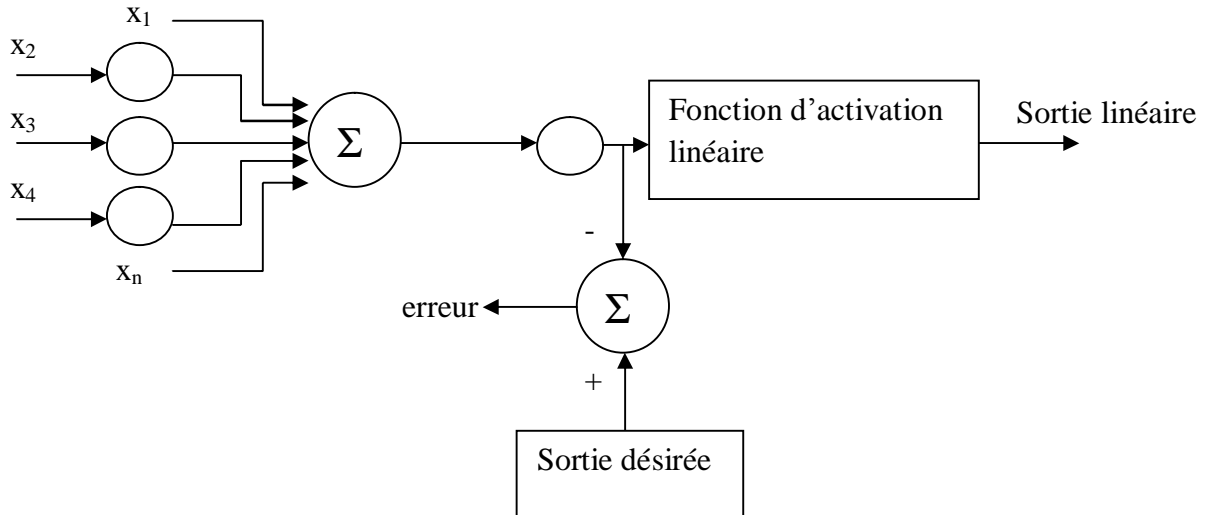 x₁
x₂
x₃
x₄
xₙ
Σ
Fonction d’activation
linéaire
Sortie linéaire
-
Σ
erreur
+
Sortie désirée